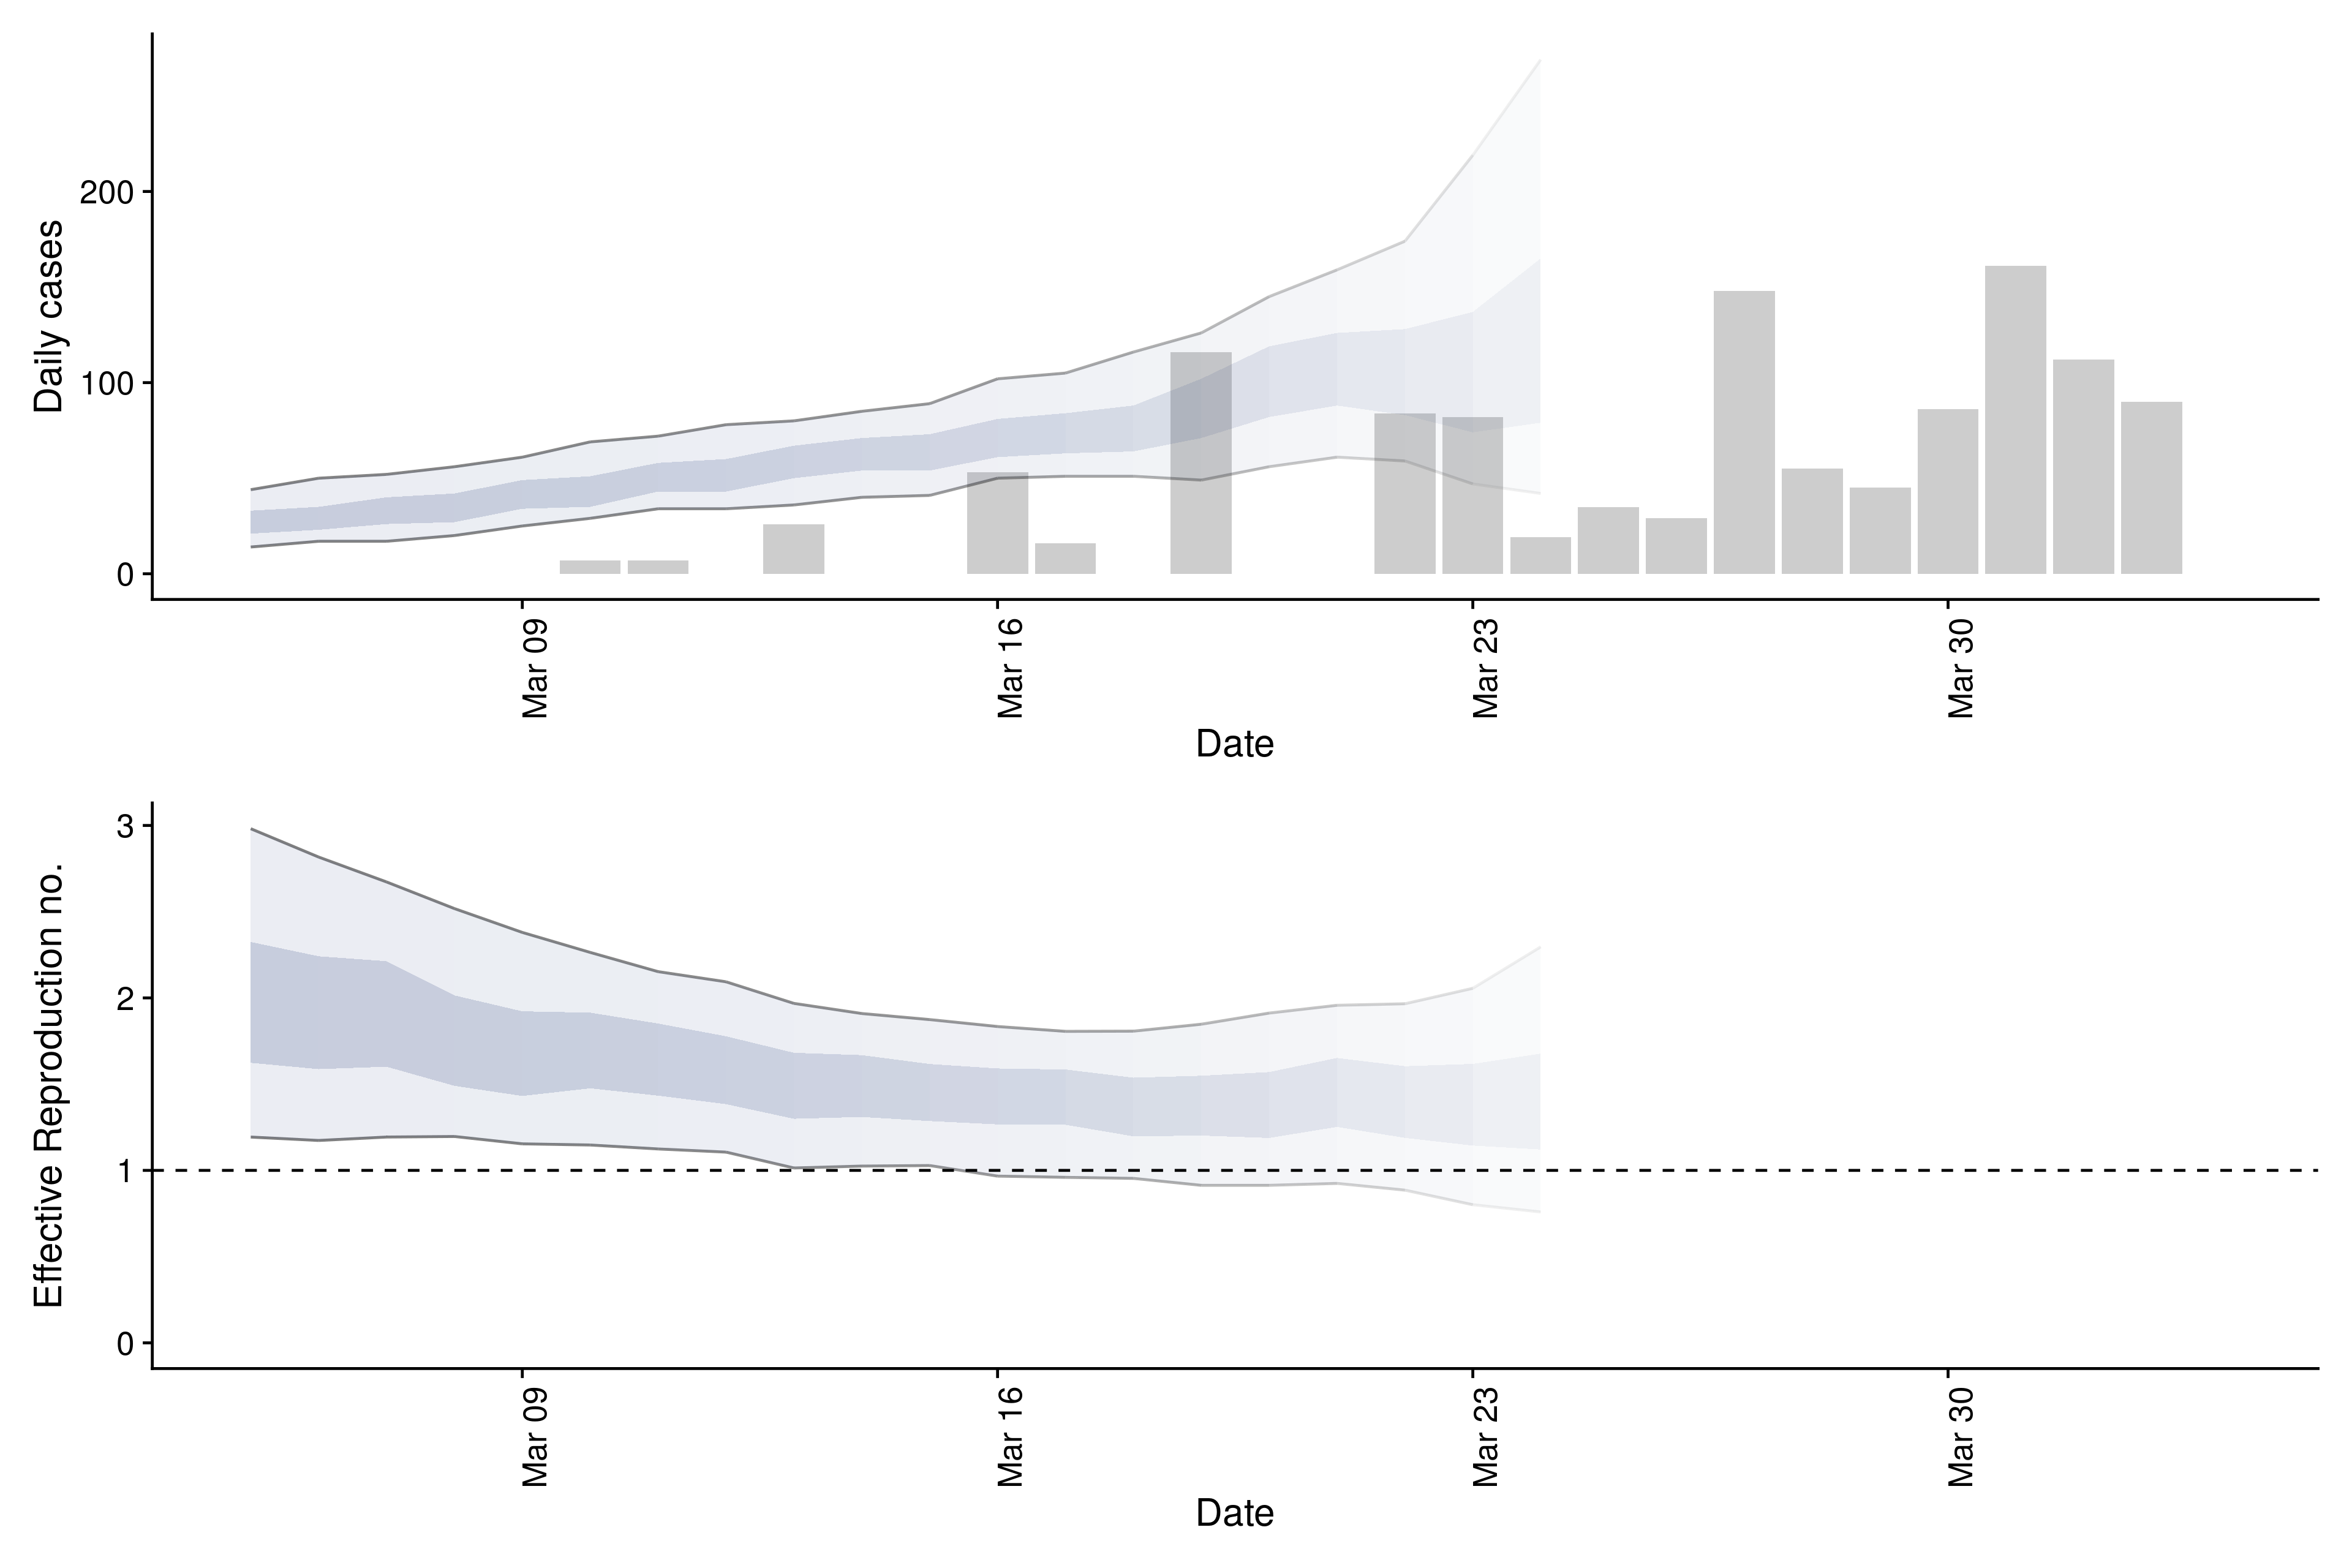 Daily cases
200
100
0
Mar 09
Mar 16
Mar 23
Mar 30
Date
Effective Reproduction no.
3
2
1
0
Mar 09
Mar 16
Mar 23
Mar 30
Date